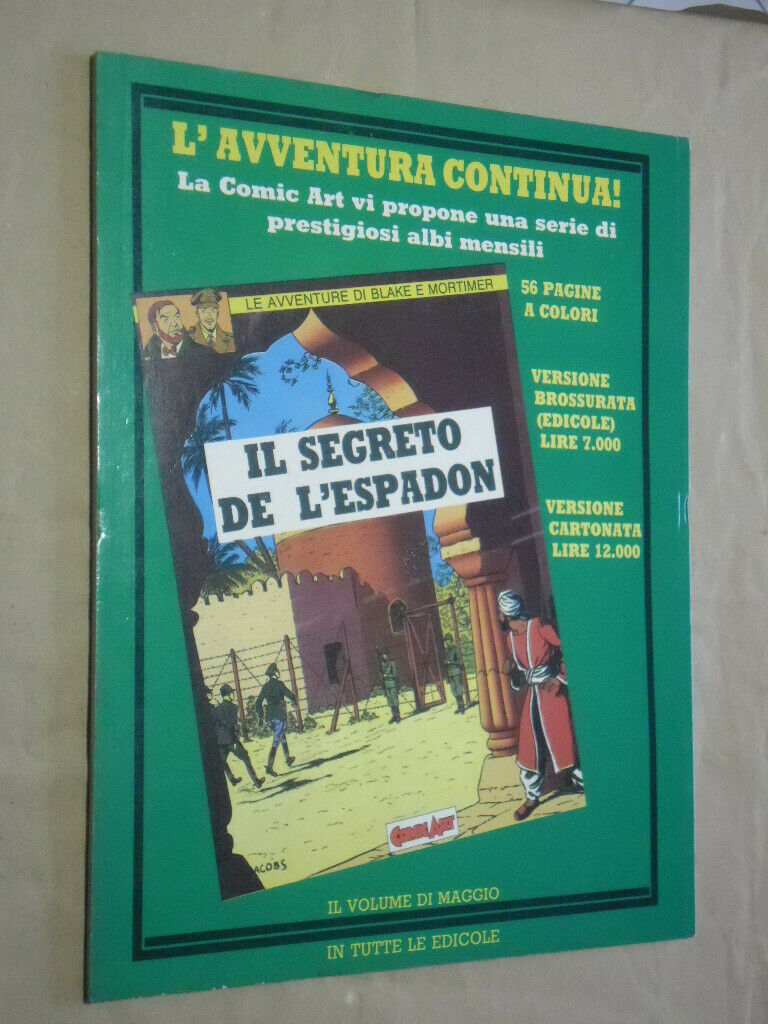 L' AVVENTURA CONTINUA!
La Comic Art vi propone una serie di
prestigiosi albi mensili
LE AVVENTURE DI BLAKE E MORTIMER
IL SEGRETO
DE L'ESPADON
56 PAGINE
A COLORI
VERSIONE
BROSSURATA
(EDICOLE)
LIRE 7.000
VERSIONE
CARTONATA
LIRE 12.000
COMIC ART
ACOBS
IL VOLUME DI MAGGIO
IN TUTTE LE EDICOLE